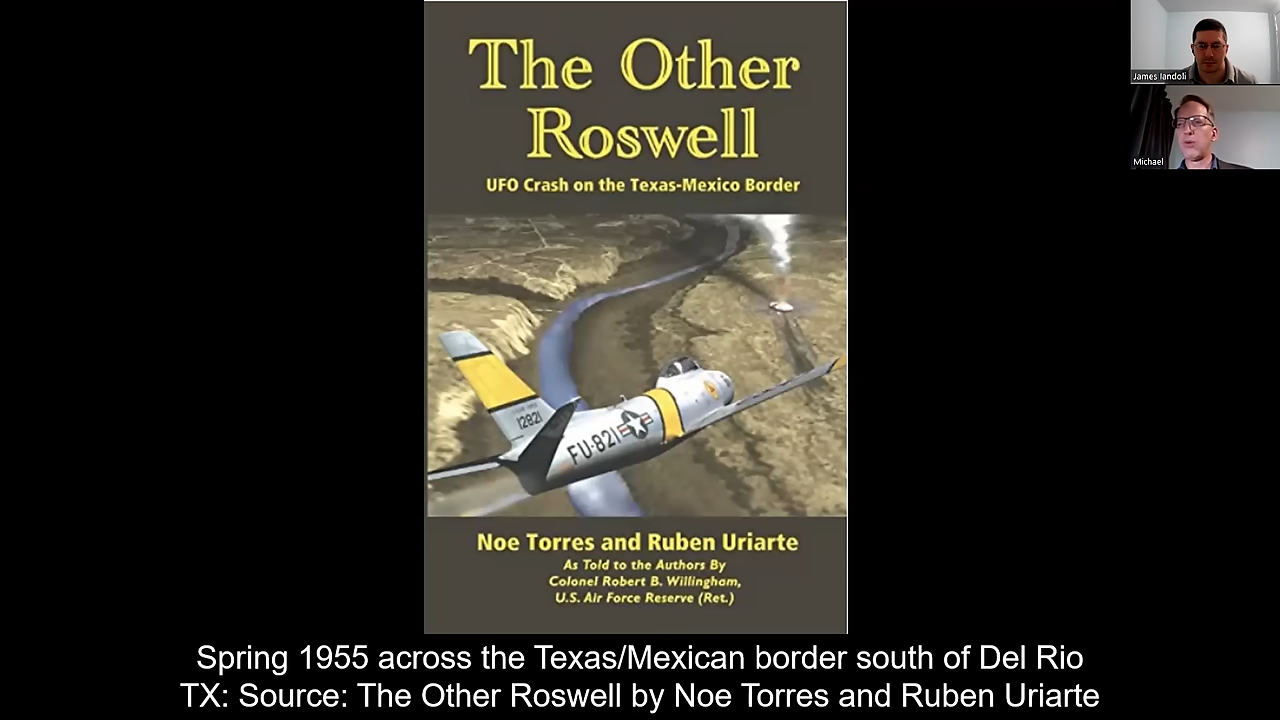 The Other
Roswell
UFO Crash on the Texas-Mexico Border
12821
FU-821
Noe Torres and Ruben Uriarte
As Told to the Authors By
Colonel Robert B. Willingham,
U.S. Air Force Reserve (Ret.)
James Iandoli
Michael
Spring 1955 across the Texas/Mexican border south of Del Rio
TX: Source: The Other Roswell by Noe Torres and Ruben Uriarte